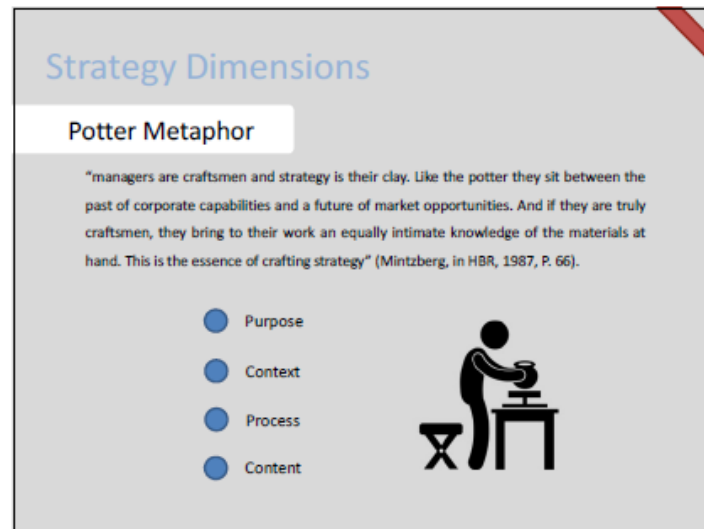 Strategy Dimensions
Potter Metaphor
“managers are craftsmen and strategy is their clay. Like the potter they sit between the
past of corporate capabilities and a future of market opportunities. And if they are truly
craftsmen, they bring to their work an equally intimate knowledge of the materials at
hand. This is the essence of crafting strategy” (Mintzberg, in HBR, 1987, P. 66).
Purpose
Context
Process
Content